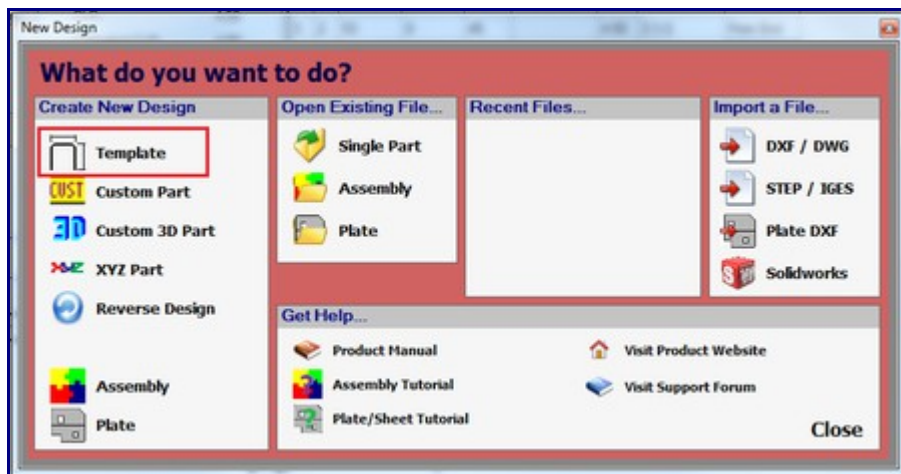 New Design
What do you want to do?
Create New Design
Template
CUST Custom Part
3D Custom 3D Part
XYZ XYZ Part
Reverse Design
Assembly
Plate
Open Existing File...
Single Part
Assembly
Plate
Recent Files...
Import a File...
DXF / DWG
STEP / IGES
Plate DXF
Solidworks
Get Help...
Product Manual
Assembly Tutorial
Plate/Sheet Tutorial
Visit Product Website
Visit Support Forum
Close